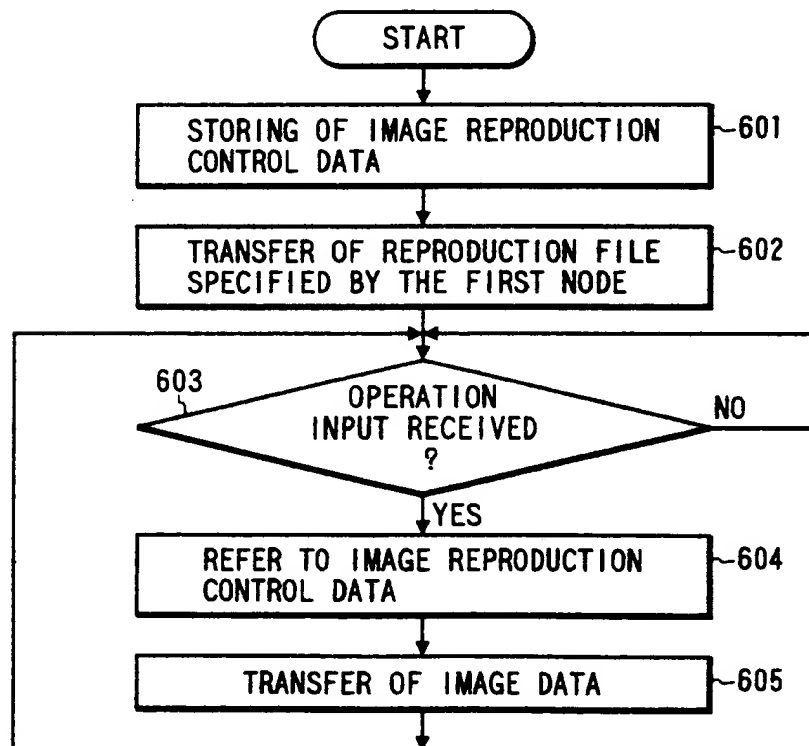 START
STORING OF IMAGE REPRODUCTION
CONTROL DATA
601
TRANSFER OF REPRODUCTION FILE
SPECIFIED BY THE FIRST NODE
602
603
OPERATION
INPUT RECEIVED
?
NO
YES
REFER TO IMAGE REPRODUCTION
CONTROL DATA
604
TRANSFER OF IMAGE DATA
605